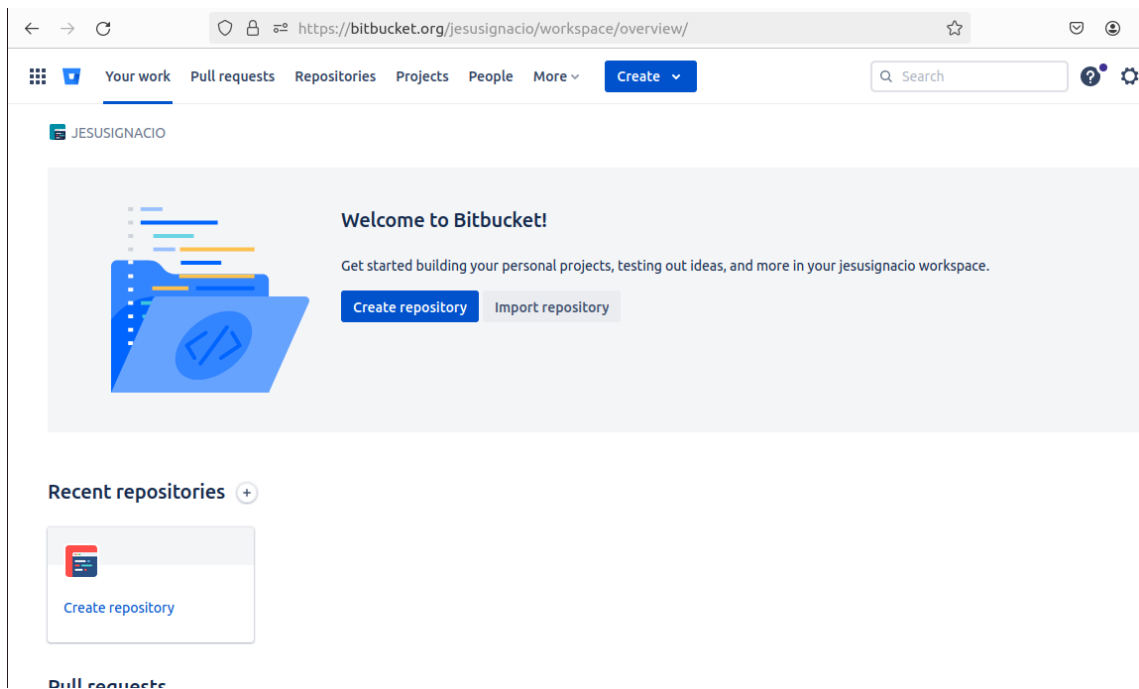 https://bitbucket.org/jesusignacio/workspace/overview/
Your work Pull requests Repositories Projects People More Create Search
JESUSIGNACIO
Welcome to Bitbucket!
Get started building your personal projects, testing out ideas, and more in your jesusignacio workspace.
Create repository Import repository
Recent repositories
Create repository
Pull requests